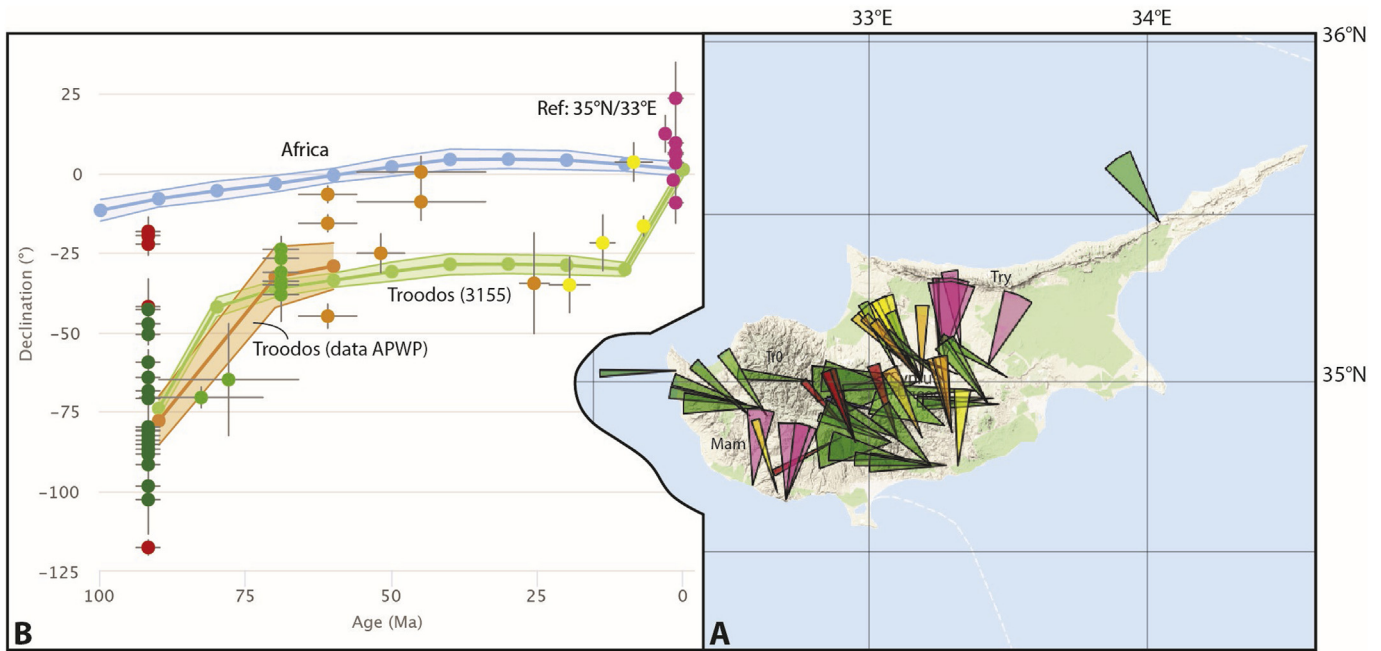 33°E
34°E
36°N
25
Ref: 35°N/33°E
Africa
0
−25
Troodos (3155)
−50
Troodos (data APWP)
−75
−100
−125
Declination (°)
100
75
50
25
0
Age (Ma)
B
Try
Tro
35°N
Mam
A